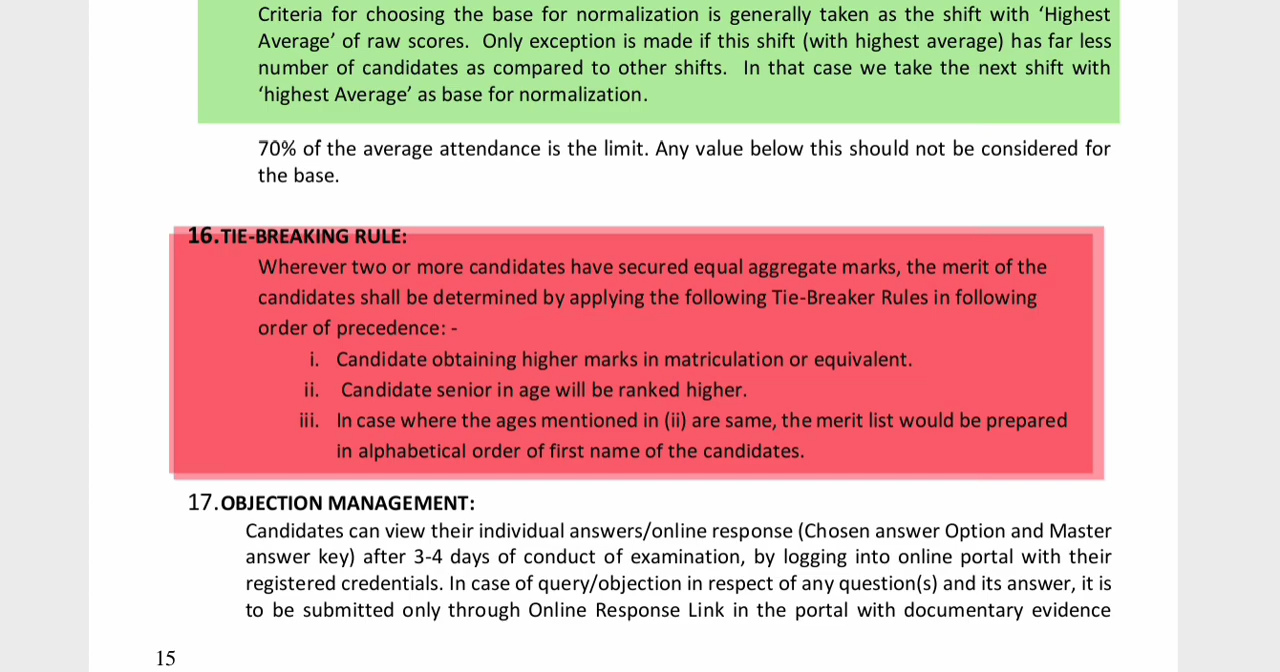 Criteria for choosing the base for normalization is generally taken as the shift with ‘Highest
Average’ of raw scores.  Only exception is made if this shift (with highest average) has far less
number of candidates as compared to other shifts.  In that case we take the next shift with
‘highest Average’ as base for normalization.
70% of the average attendance is the limit. Any value below this should not be considered for
the base.
16.TIE-BREAKING RULE:
Wherever two or more candidates have secured equal aggregate marks, the merit of the
candidates shall be determined by applying the following Tie-Breaker Rules in following
order of precedence: -
i. Candidate obtaining higher marks in matriculation or equivalent.
ii. Candidate senior in age will be ranked higher.
iii. In case where the ages mentioned in (ii) are same, the merit list would be prepared
in alphabetical order of first name of the candidates.
17.OBJECTION MANAGEMENT:
Candidates can view their individual answers/online response (Chosen answer Option and Master
answer key) after 3-4 days of conduct of examination, by logging into online portal with their
registered credentials. In case of query/objection in respect of any question(s) and its answer, it is
to be submitted only through Online Response Link in the portal with documentary evidence
15